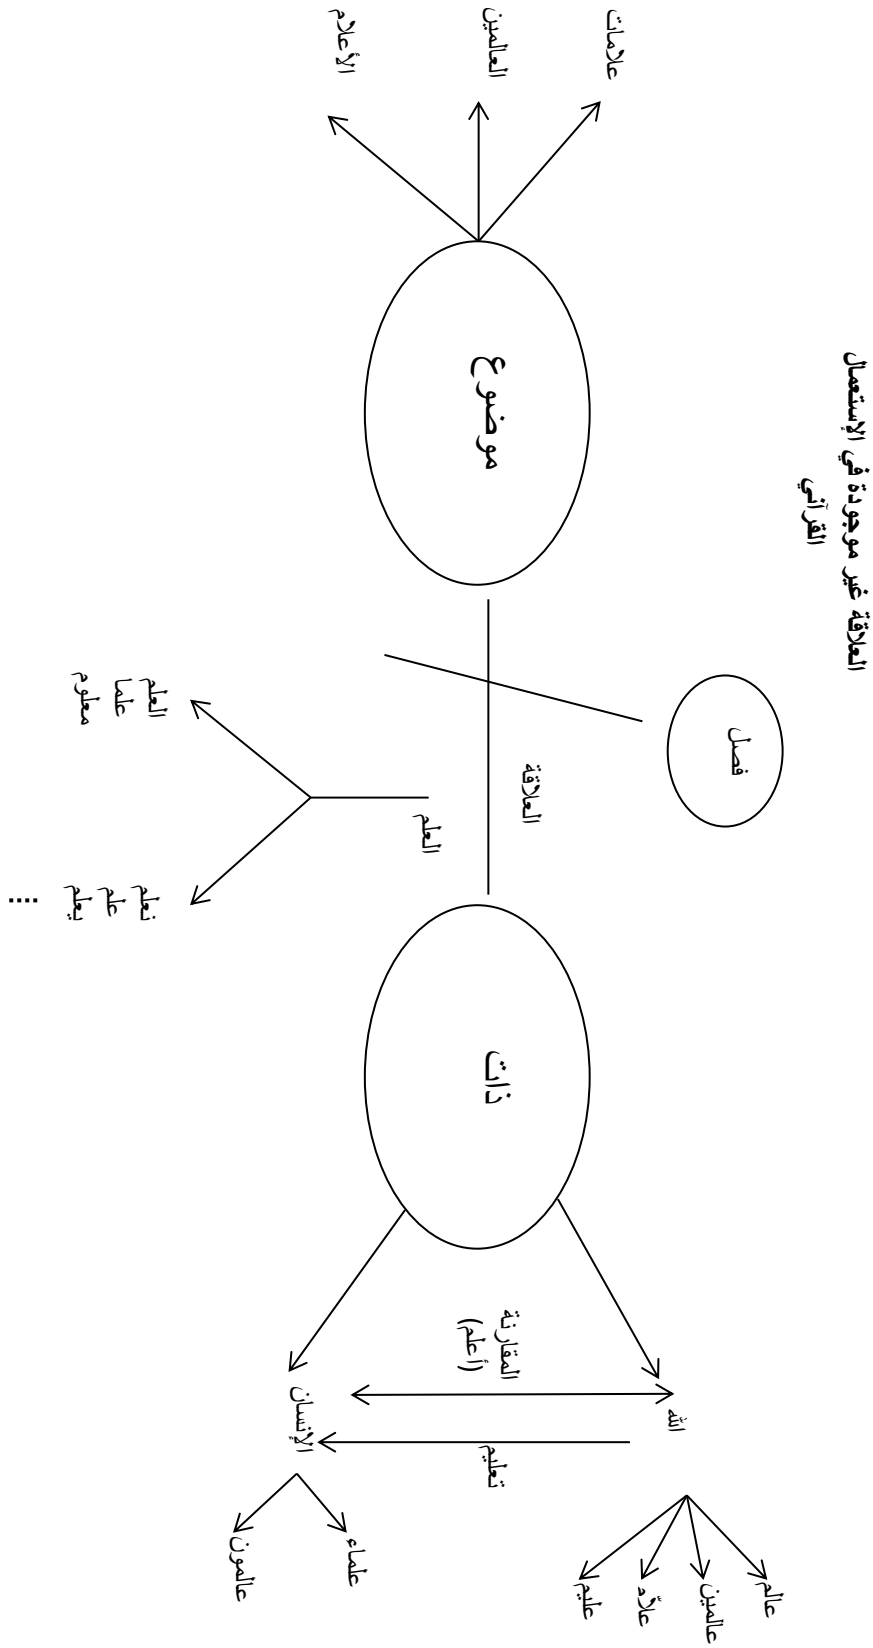 العلاقة غير موجودة في الإستعمال
القرآني
فصل
علامات
العالمين
الأعلام
موضوع
العلاقة
ذات
العلم
العلم
علما
معلوم
نعلم
علم
يعلم
....
المقارنة
(أعلم)
تعليم
الله
الإنسان
عالم
عالمين
علاّم
عليم
علماء
عالمون